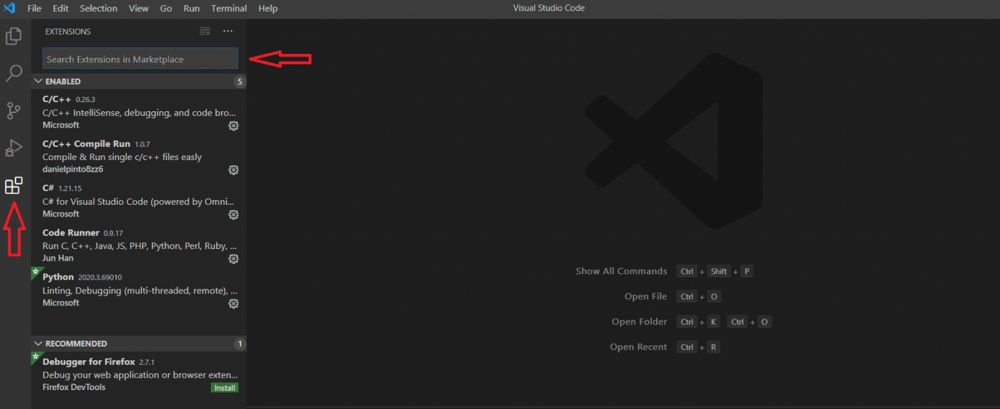 File Edit Selection View Go Run Terminal Help Visual Studio Code
EXTENSIONS
Search Extensions in Marketplace
ENABLED 5
C/C++ 0.26.3
C/C++ IntelliSense, debugging, and code bro...
Microsoft
C/C++ Compile Run 1.0.7
Compile & Run single c/c++ files easly
danielpinto8zz6
C# 1.21.15
C# for Visual Studio Code (powered by Omni...
Microsoft
Code Runner 0.9.17
Run C, C++, Java, JS, PHP, Python, Perl, Ruby, ...
Jun Han
Python 2020.3.69010
Linting, Debugging (multi-threaded, remote), ...
Microsoft
RECOMMENDED 1
Debugger for Firefox 2.7.1
Debug your web application or browser exten...
Firefox DevTools Install
Show All Commands Ctrl + Shift + P
Open File Ctrl + O
Open Folder Ctrl + K Ctrl + O
Open Recent Ctrl + R